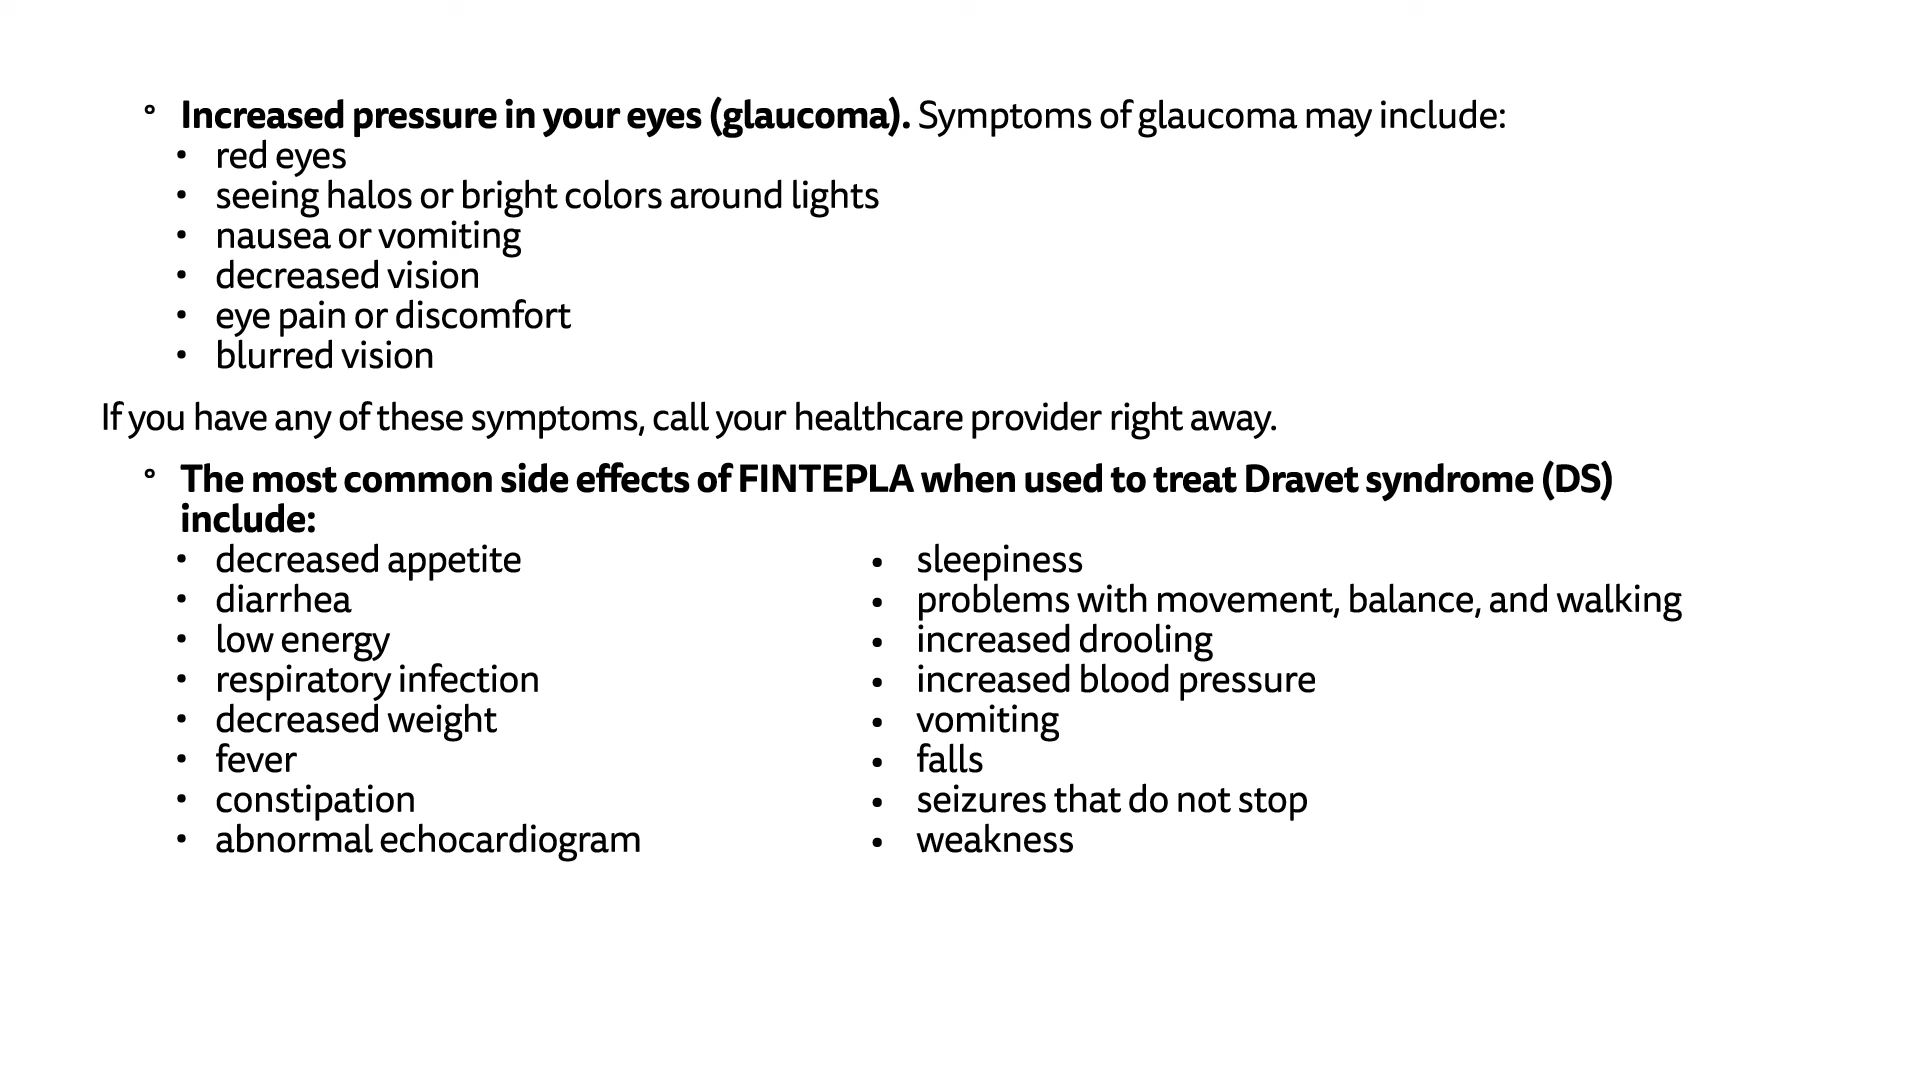 ° Increased pressure in your eyes (glaucoma). Symptoms of glaucoma may include:
• red eyes
• seeing halos or bright colors around lights
• nausea or vomiting
• decreased vision
• eye pain or discomfort
• blurred vision
If you have any of these symptoms, call your healthcare provider right away.
° The most common side effects of FINTEPLA when used to treat Dravet syndrome (DS)
include:
• decreased appetite
• diarrhea
• low energy
• respiratory infection
• decreased weight
• fever
• constipation
• abnormal echocardiogram
• sleepiness
• problems with movement, balance, and walking
• increased drooling
• increased blood pressure
• vomiting
• falls
• seizures that do not stop
• weakness